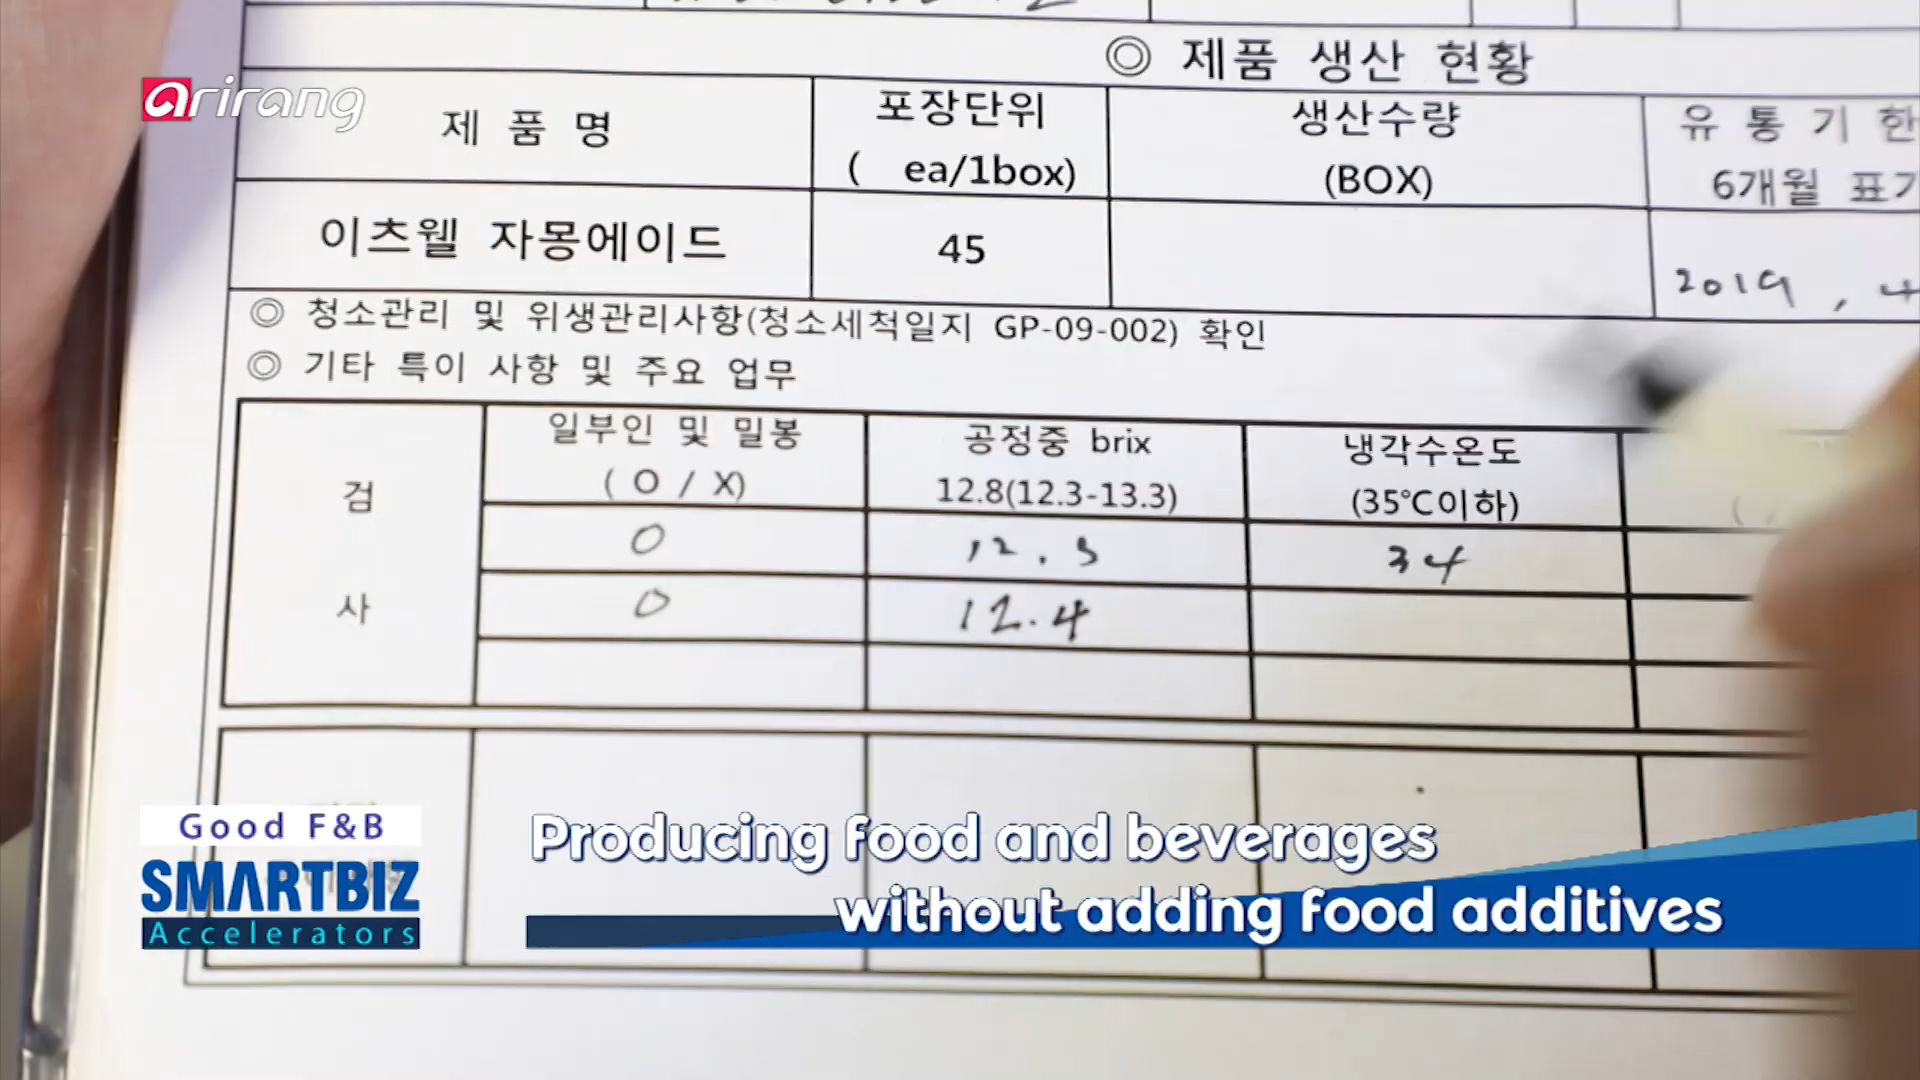 ◎ 제품 생산 현황
arirang
제 품 명
포장단위
( ea/1box)
생산수량
(BOX)
유 통 기 한
6개월 표기
이츠웰 자몽에이드
45
2019 , 4
◎ 청소관리 및 위생관리사항(청소세척일지 GP-09-002) 확인
◎ 기타 특이 사항 및 주요 업무
검
사
일부인 및 밀봉
( O / X)
공정중 brix
12.8(12.3-13.3)
냉각수온도
(35℃이하)
O
12.5
34
O
12.4
Good F&B
SMARTBIZ
Accelerators
Producing food and beverages
without adding food additives